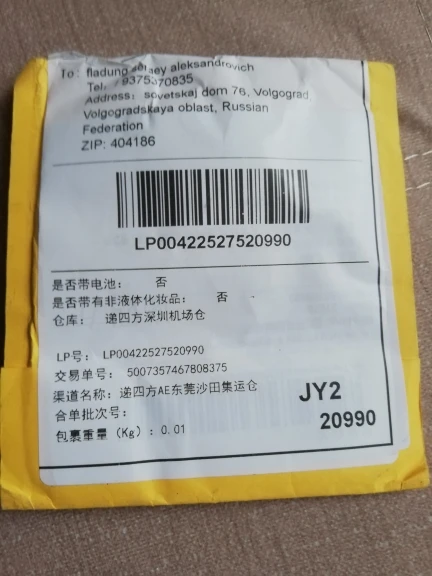 To: fladung sergey aleksandrovich
Tel: 9375370835
Address: sovetskaj dom 76, Volgograd
Volgogradskaya oblast, Russian
Federation
ZIP: 404186
LP00422527520990
是否带电池: 否
是否带有非液体化妆品: 否
仓库: 递四方深圳机场仓
LP号: LP00422527520990
交易单号: 5007357467808375
渠道名称: 递四方AE东莞沙田集运仓
合单批次号:
包裹重量 (Kg) : 0.01
JY2
20990